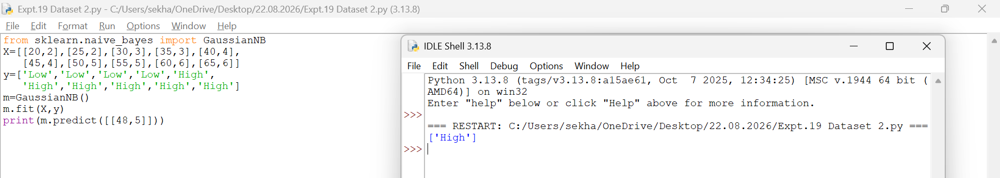 Expt.19 Dataset 2.py - C:/Users/sekha/OneDrive/Desktop/22.08.2026/Expt.19 Dataset 2.py (3.13.8)
File Edit Format Run Options Window Help
from sklearn.naive_bayes import GaussianNB
X=[[20,2],[25,2],[30,3],[35,3],[40,4],
[45,4],[50,5],[55,5],[60,6],[65,6]]
y=['Low','Low','Low','Low','High',
'High','High','High','High','High']
m=GaussianNB()
m.fit(X,y)
print(m.predict([[48,5]]))
IDLE Shell 3.13.8
File Edit Shell Debug Options Window Help
Python 3.13.8 (tags/v3.13.8:a15ae61, Oct  7 2025, 12:34:25) [MSC v.1944 64 bit (
AMD64)] on win32
Enter "help" below or click "Help" above for more information.
>>>
=== RESTART: C:/Users/sekha/OneDrive/Desktop/22.08.2026/Expt.19 Dataset 2.py ===
['High']
>>>